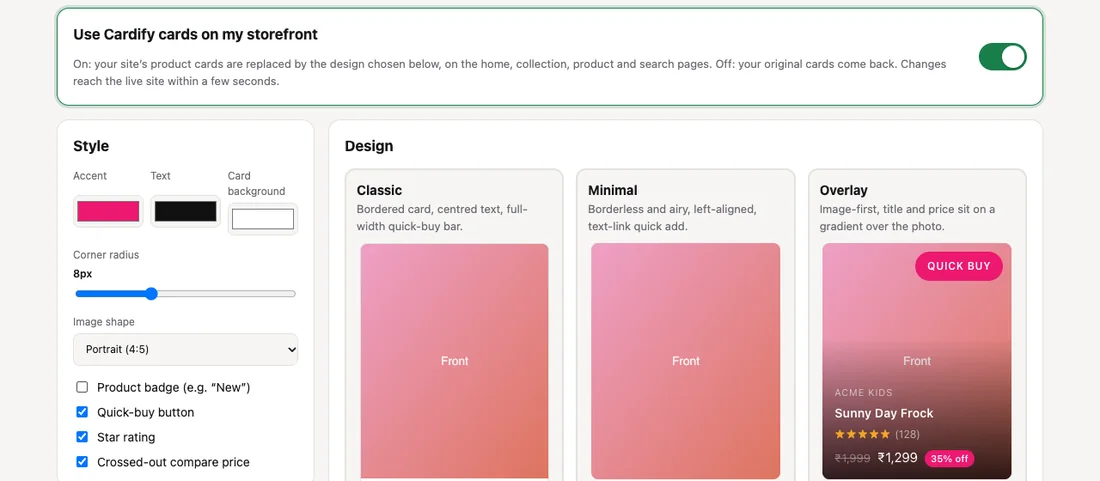 Use Cardify cards on my storefront
On: your site's product cards are replaced by the design chosen below, on the home, collection, product and search pages. Off: your original cards come back. Changes
reach the live site within a few seconds.
Style
Accent
Text
Card
background
Corner radius
8px
Image shape
Portrait (4:5)
Product badge (e.g. “New”)
Quick-buy button
Star rating
Crossed-out compare price
Design
Classic
Bordered card, centred text, full-
width quick-buy bar.
Front
Minimal
Borderless and airy, left-aligned,
text-link quick add.
Front
Overlay
Image-first, title and price sit on a
gradient over the photo.
QUICK BUY
Front
ACME KIDS
Sunny Day Frock
★★★★★ (128)
₹1,999 ₹1,299 35% off